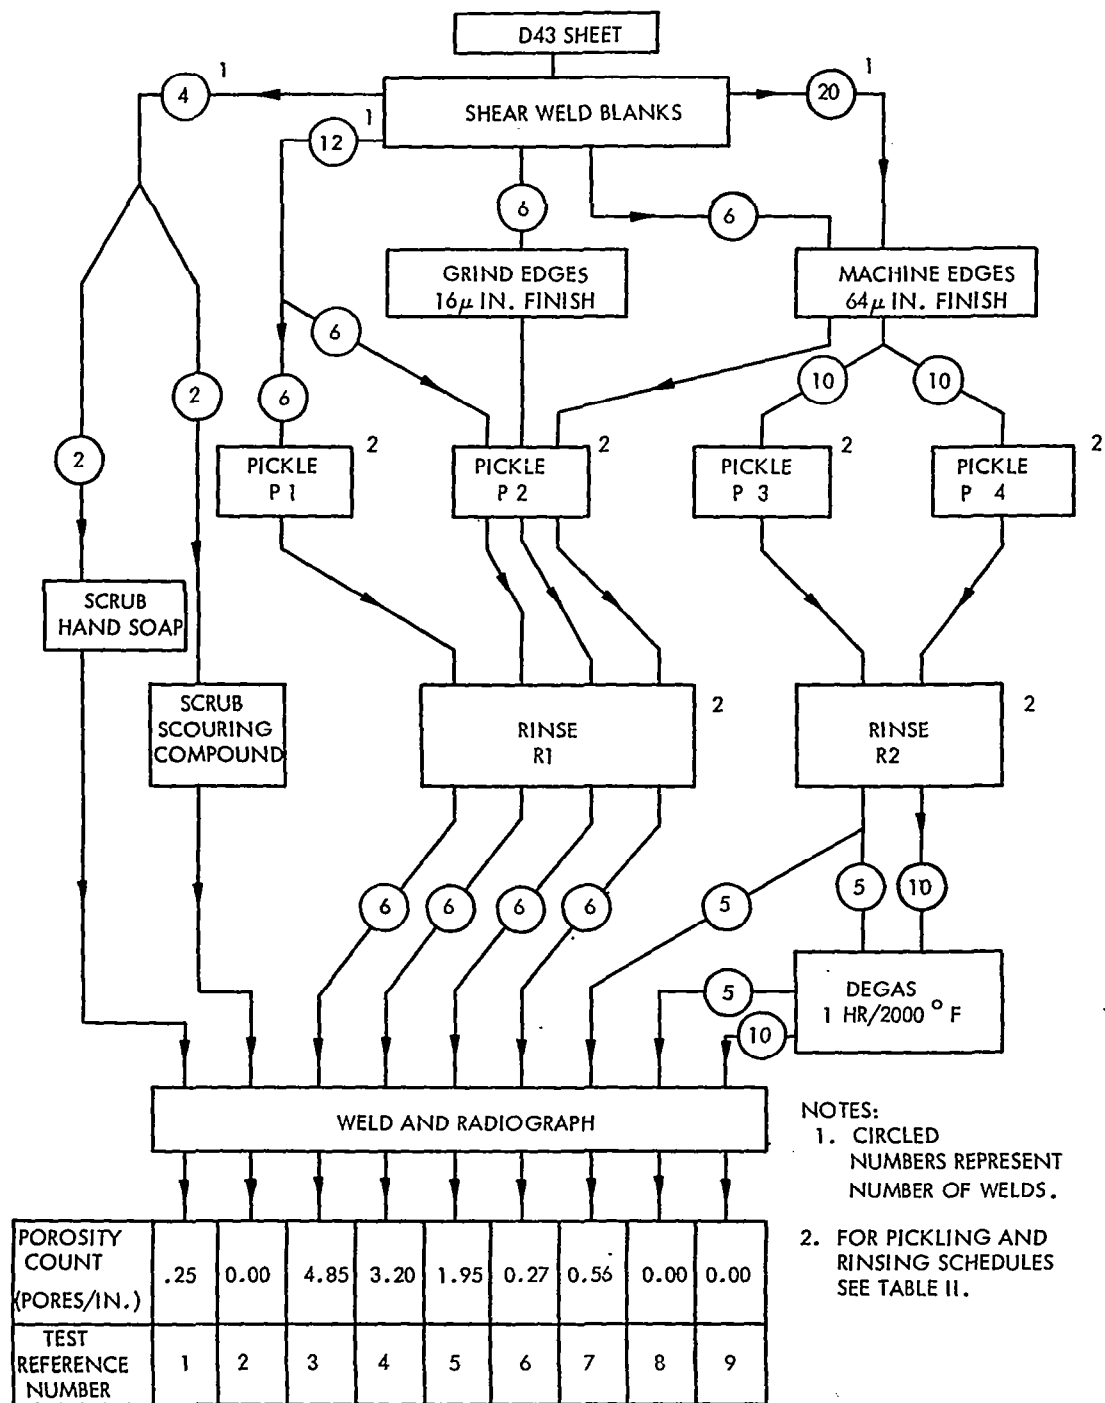 D43 SHEET
1
4
SHEAR WELD BLANKS
20
1
12
1
6
6
GRIND EDGES
16μ IN. FINISH
MACHINE EDGES
64μ IN. FINISH
6
10
10
2
6
2
PICKLE
P 1
2
PICKLE
P 2
2
PICKLE
P 3
2
PICKLE
P 4
2
SCRUB
HAND SOAP
SCRUB
SCOURING
COMPOUND
RINSE
R1
2
RINSE
R2
2
6
6
6
6
5
5
10
DEGAS
1 HR/2000 ° F
5
10
WELD AND RADIOGRAPH
NOTES:
1. CIRCLED
NUMBERS REPRESENT
NUMBER OF WELDS.
2. FOR PICKLING AND
RINSING SCHEDULES
SEE TABLE II.
POROSITY
COUNT
(PORES/IN.)
.25 0.00 4.85 3.20 1.95 0.27 0.56 0.00 0.00
TEST
REFERENCE
NUMBER
1 2 3 4 5 6 7 8 9